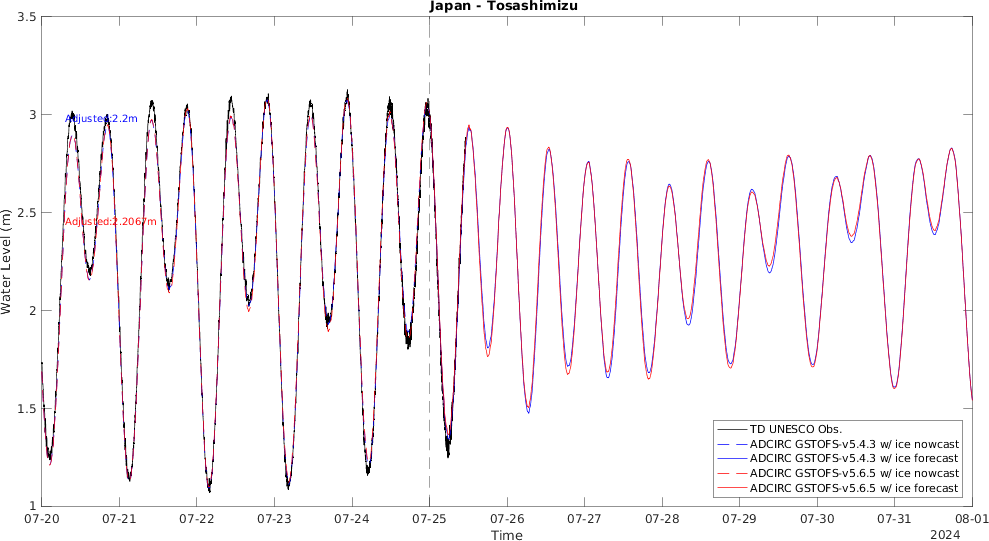 Japan - Tosashimizu
3.5
3
2.5
2
1.5
1
Water Level (m)
Adjusted:2.2m
Adjusted:2.2067m
TD UNESCO Obs.
ADCIRC GSTOFS-v5.4.3 w/ ice nowcast
ADCIRC GSTOFS-v5.4.3 w/ ice forecast
ADCIRC GSTOFS-v5.6.5 w/ ice nowcast
ADCIRC GSTOFS-v5.6.5 w/ ice forecast
07-20 07-21 07-22 07-23 07-24 07-25 07-26 07-27 07-28 07-29 07-30 07-31 08-01
Time
2024